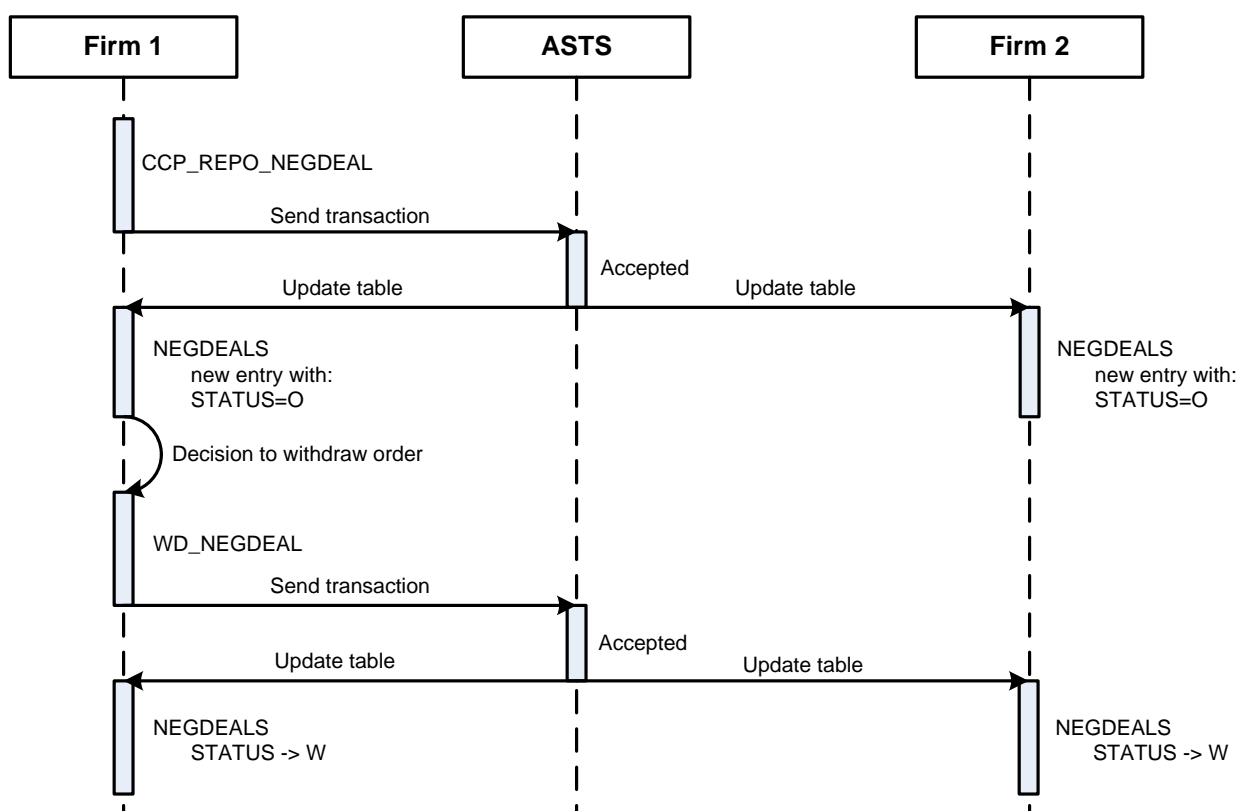 Firm 1
ASTS
Firm 2
CCP_REPO_NEGDEAL
Send transaction
Accepted
Update table
Update table
NEGDEALS
new entry with:
STATUS=O
NEGDEALS
new entry with:
STATUS=O
Decision to withdraw order
WD_NEGDEAL
Send transaction
Accepted
Update table
Update table
NEGDEALS
STATUS -> W
NEGDEALS
STATUS -> W